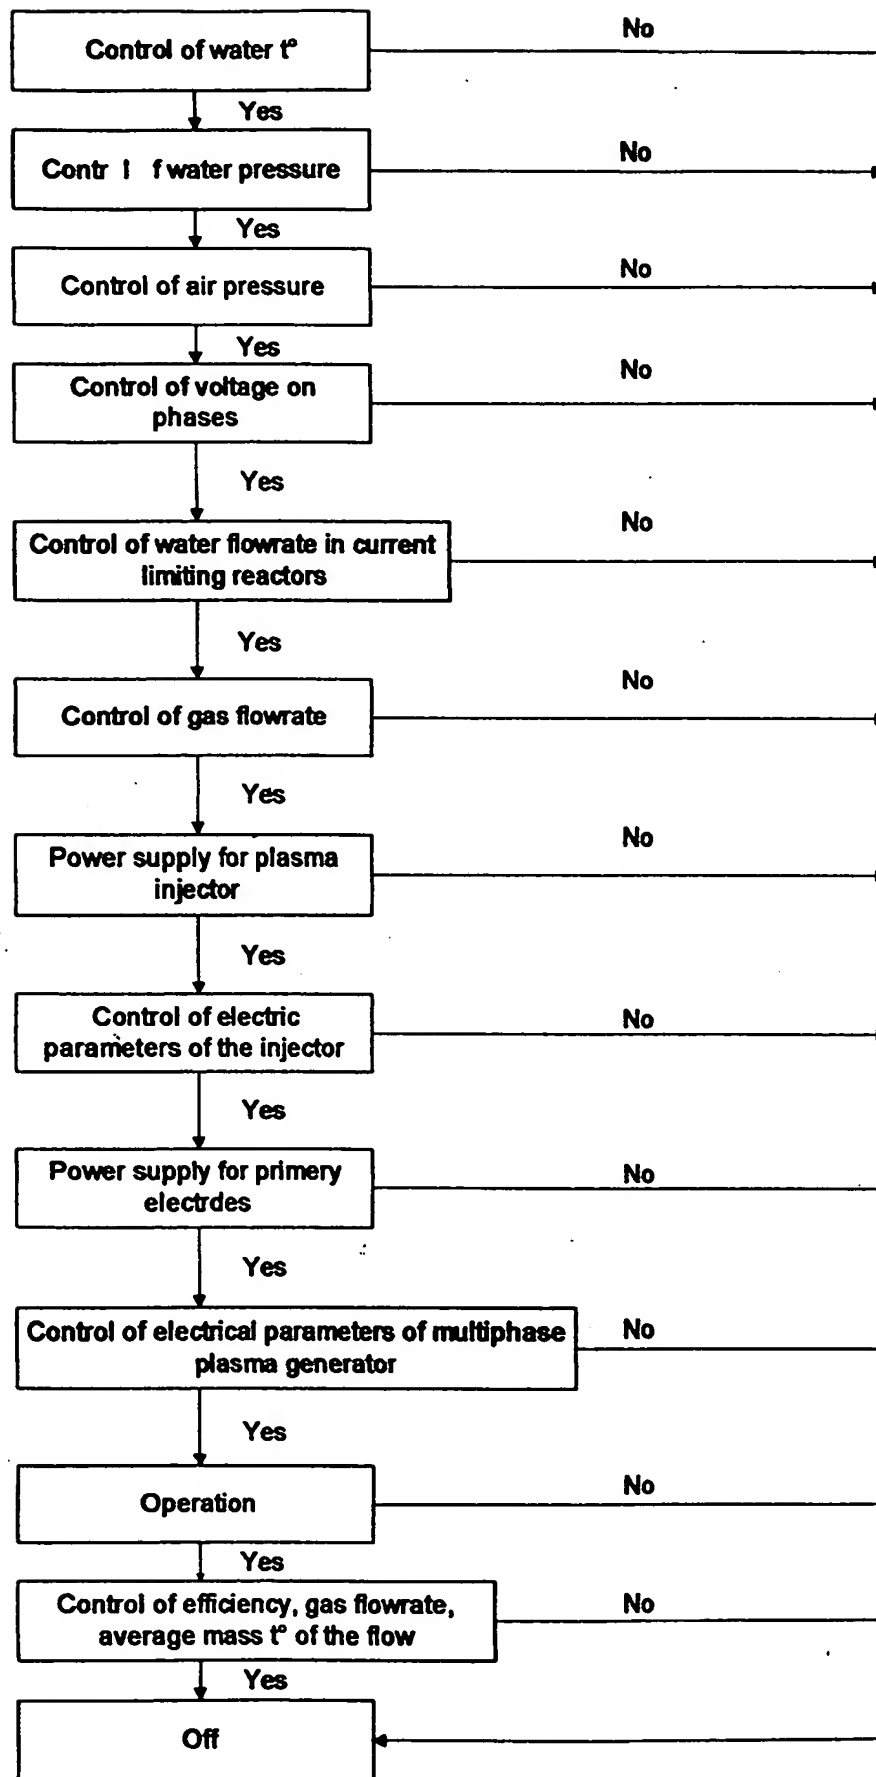 Control of water t°
No
Yes
Contr l f water pressure
No
Yes
Control of air pressure
No
Yes
Control of voltage on
phases
No
Yes
Control of water flowrate in current
limiting reactors
No
Yes
Control of gas flowrate
No
Yes
Power supply for plasma
injector
No
Yes
Control of electric
parameters of the injector
No
Yes
Power supply for primery
electrdes
No
Yes
Control of electrical parameters of multiphase
plasma generator
No
Yes
Operation
No
Yes
Control of efficiency, gas flowrate,
average mass t° of the flow
No
Yes
Off